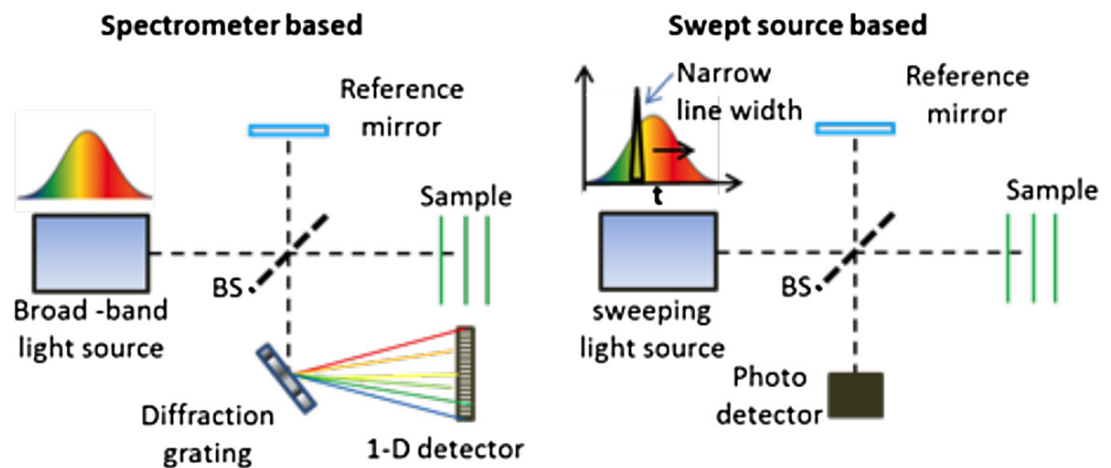 Spectrometer based
Reference
mirror
Sample
BS
Broad -band
light source
Diffraction
grating
1-D detector
Swept source based
Narrow
line width
t
Reference
mirror
Sample
BS
sweeping
light source
Photo
detector